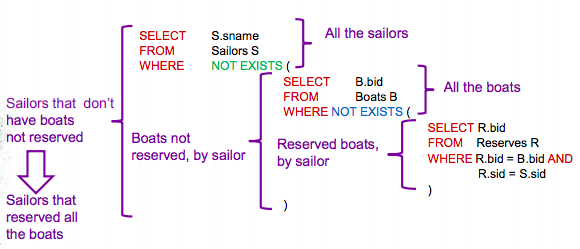 SELECT S.sname
FROM Sailors S
WHERE NOT EXISTS (
All the sailors
SELECT B.bid
FROM Boats B
WHERE NOT EXISTS (
All the boats
Sailors that don't
have boats
not reserved
Boats not
reserved, by sailor
Reserved boats,
by sailor
SELECT R.bid
FROM Reserves R
WHERE R.bid = B.bid AND
R.sid = S.sid
)
)
Sailors that
reserved all
the boats